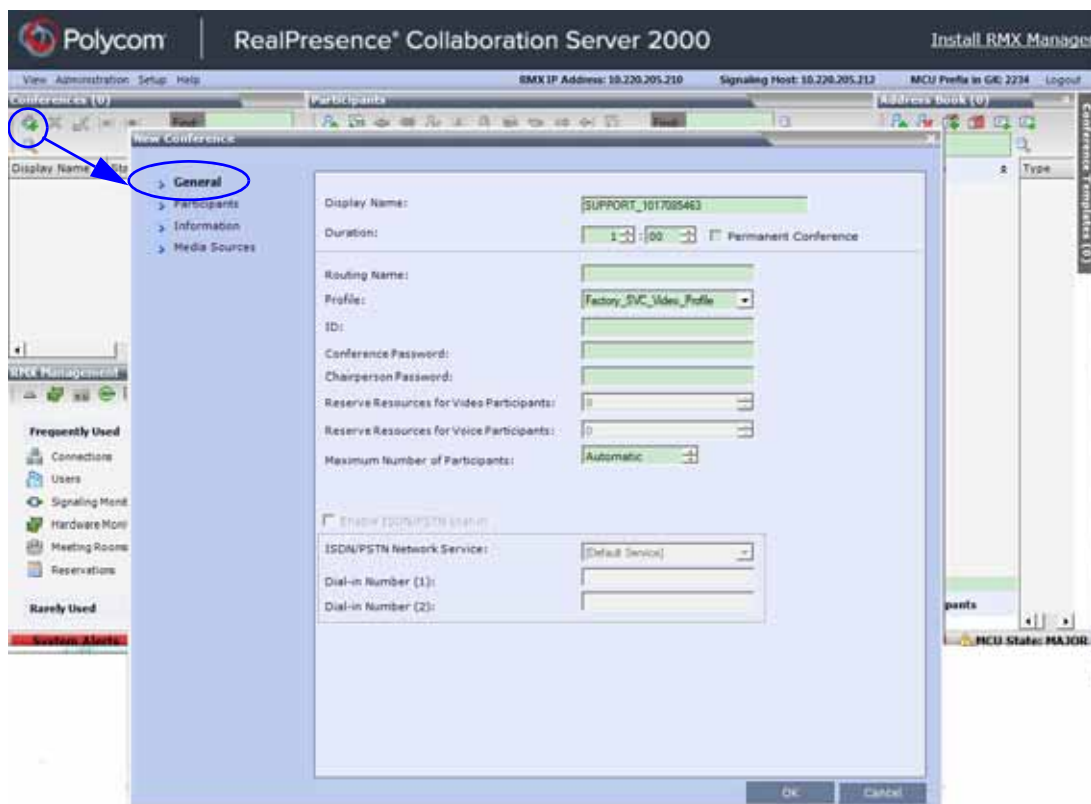 Polycom
RealPresence® Collaboration Server 2000
Install RMX Manager
View Administration Setup Help
RMX IP Address: 10.220.205.210
Signaling Host: 10.220.205.212
MCU Prefix in GK: 2234
Logout
Conferences (0)
Participants
Address Book (0)
Find
Find
New Conference
Display Name
Type
Conference Templates (0)
General
Participants
Information
Media Sources
Display Name: SUPPORT_1017085463
Duration: 1 : 00 Permanent Conference
Routing Name:
Profile: Factory_SVC_Video_Profile
ID:
Conference Password:
Chairperson Password:
Reserve Resources for Video Participants: 0
Reserve Resources for Voice Participants: 0
Maximum Number of Participants: Automatic
Enable ISDN/PSTN Dial-in
ISDN/PSTN Network Service: [Default Service]
Dial-in Number (1):
Dial-in Number (2):
RMX Management
Frequently Used
Connections
Users
Signaling Monit
Hardware Moni
Meeting Rooms
Reservations
Rarely Used
pants
System Alerts
MCU State: MAJOR
OK Cancel